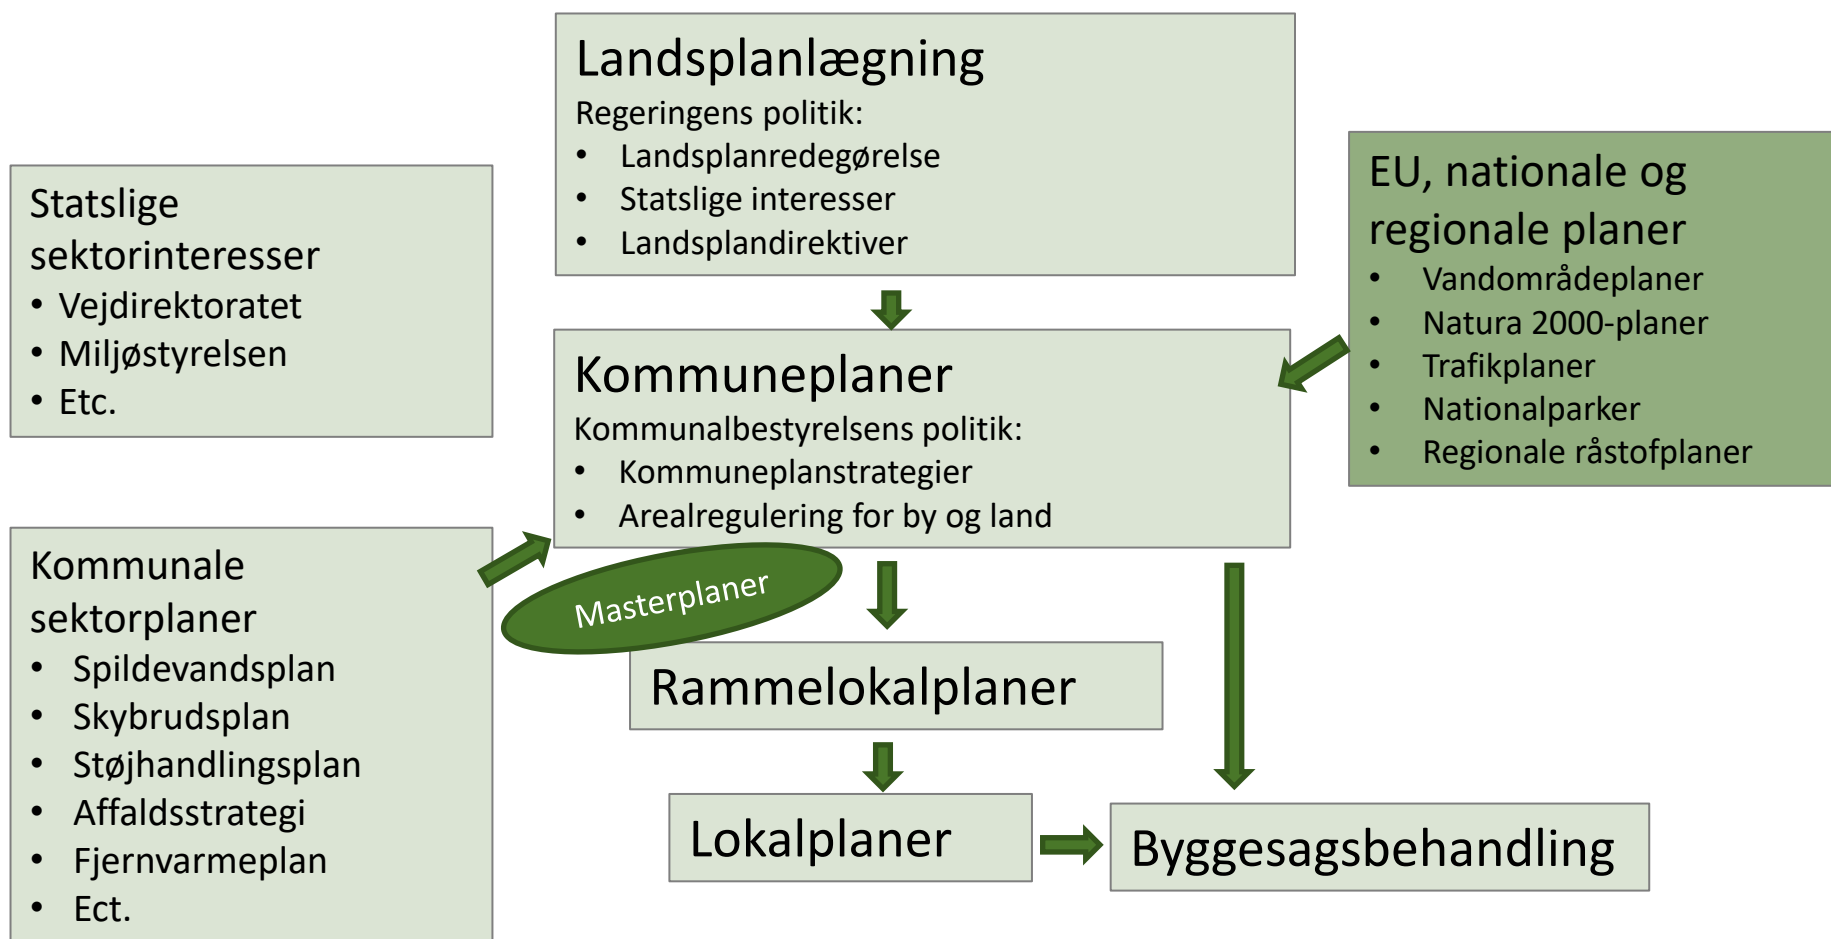 Landsplanlægning
Regeringens politik:
• Landsplanredegørelse
• Statslige interesser
• Landsplandirektiver
Statslige
sektorinteresser
• Vejdirektoratet
• Miljøstyrelsen
• Etc.
EU, nationale og
regionale planer
• Vandområdeplaner
• Natura 2000-planer
• Trafikplaner
• Nationalparker
• Regionale råstofplaner
Kommuneplaner
Kommunalbestyrelsens politik:
• Kommuneplanstrategier
• Arealregulering for by og land
Kommunale
sektorplaner
• Spildevandsplan
• Skybrudsplan
• Støjhandlingsplan
• Affaldsstrategi
• Fjernvarmeplan
• Ect.
Masterplaner
Rammelokalplaner
Lokalplaner
Byggesagsbehandling